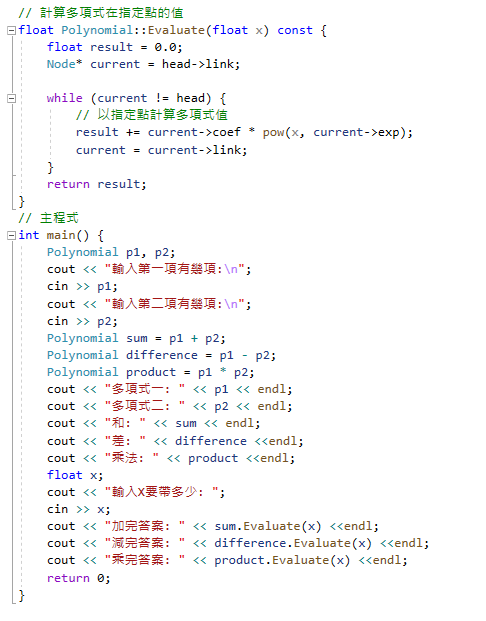 // 計算多項式在指定點的值
float Polynomial::Evaluate(float x) const {
    float result = 0.0;
    Node* current = head->link;

    while (current != head) {
        // 以指定點計算多項式值
        result += current->coef * pow(x, current->exp);
        current = current->link;
    }
    return result;
}
// 主程式
int main() {
    Polynomial p1, p2;
    cout << "輸入第一項有幾項:\n";
    cin >> p1;
    cout << "輸入第二項有幾項:\n";
    cin >> p2;
    Polynomial sum = p1 + p2;
    Polynomial difference = p1 - p2;
    Polynomial product = p1 * p2;
    cout << "多項式一: " << p1 << endl;
    cout << "多項式二: " << p2 << endl;
    cout << "和: " << sum << endl;
    cout << "差: " << difference <<endl;
    cout << "乘法: " << product <<endl;
    float x;
    cout << "輸入X要帶多少: ";
    cin >> x;
    cout << "加完答案: " << sum.Evaluate(x) <<endl;
    cout << "減完答案: " << difference.Evaluate(x) <<endl;
    cout << "乘完答案: " << product.Evaluate(x) <<endl;
    return 0;
}